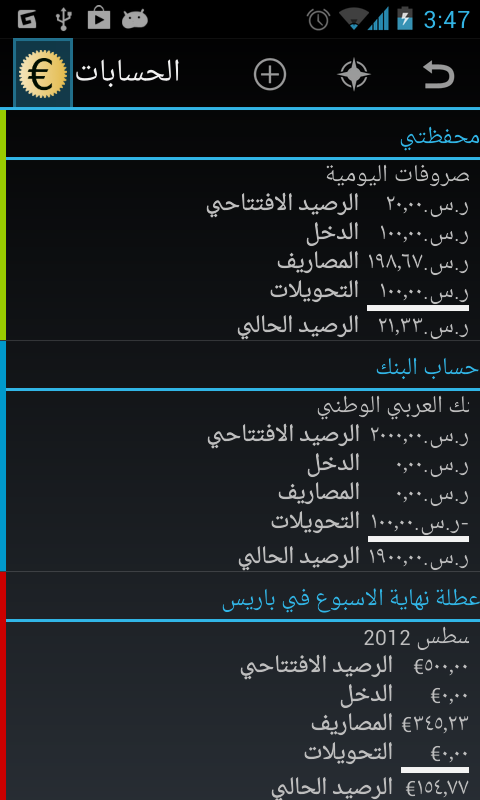 3:47
الحسابات
محفظتي
صروفات اليومية
الرصيد الافتتاحي ر.س.٢٠,٠٠
الدخل ر.س.١٠٠,٠٠
المصاريف ر.س.١٩٨,٦٧
التحويلات ر.س.١٠٠,٠٠
الرصيد الحالي ر.س.٢١,٣٣
حساب البنك
نك العربي الوطني
الرصيد الافتتاحي ر.س.٢٠٠٠,٠٠
الدخل ر.س.٠,٠٠
المصاريف ر.س.٠,٠٠
التحويلات -ر.س.١٠٠,٠٠
الرصيد الحالي ر.س.١٩٠٠,٠٠
عطلة نهاية الاسبوع في باريس
سطس 2012
الرصيد الافتتاحي €٥٠٠,٠٠
الدخل €٠,٠٠
المصاريف €٣٤٥,٢٣
التحويلات €٠,٠٠
الرصيد الحالي €١٥٤,٧٧